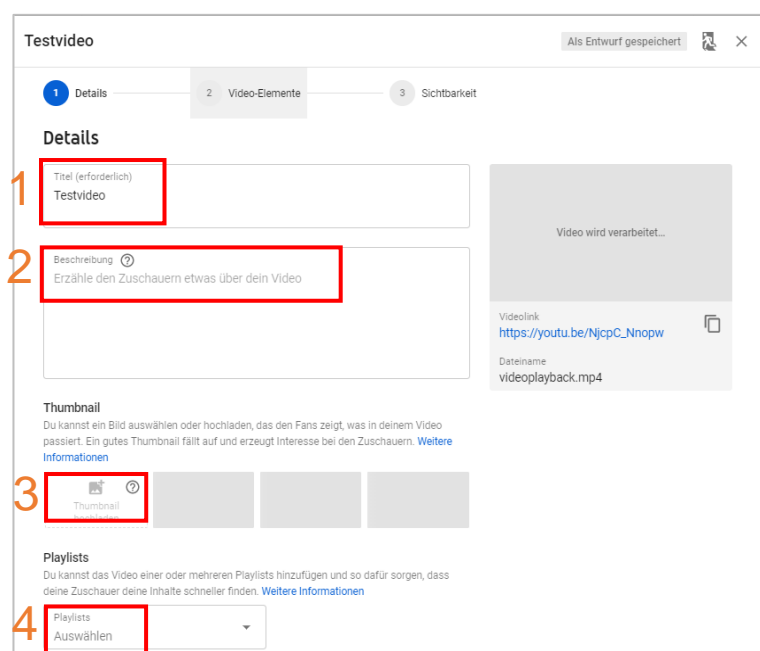 Testvideo
Als Entwurf gespeichert
1 Details
2 Video-Elemente
3 Sichtbarkeit
Details
1
Titel (erforderlich)
Testvideo
Video wird verarbeitet...
2
Beschreibung ?
Erzähle den Zuschauern etwas über dein Video
Videolink
https://youtu.be/NjcpC_Nnopw
Dateiname
videoplayback.mp4
Thumbnail
Du kannst ein Bild auswählen oder hochladen, das den Fans zeigt, was in deinem Video
passiert. Ein gutes Thumbnail fällt auf und erzeugt Interesse bei den Zuschauern. Weitere
Informationen
3
?
Thumbnail
hochladen
Playlists
Du kannst das Video einer oder mehreren Playlists hinzufügen und so dafür sorgen, dass
deine Zuschauer deine Inhalte schneller finden. Weitere Informationen
4
Playlists
Auswählen